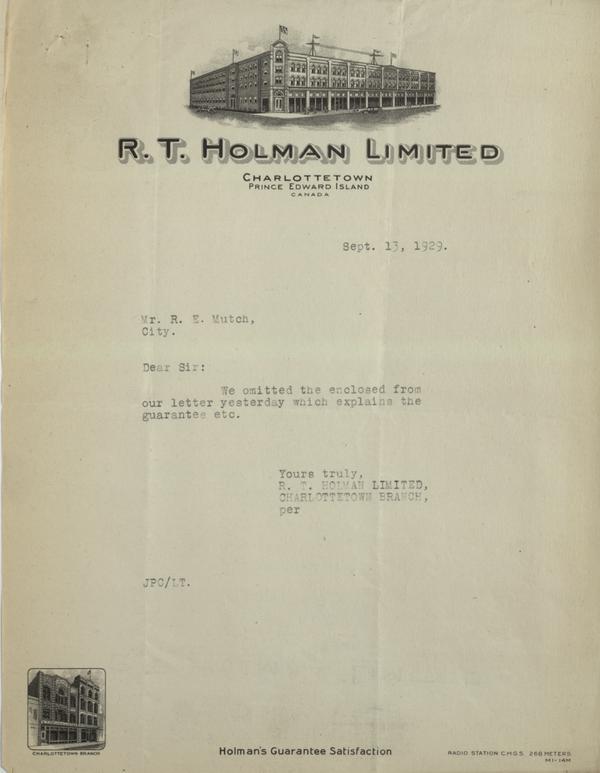 R. T. HOLMAN LIMITED
CHARLOTTETOWN
PRINCE EDWARD ISLAND
CANADA
Sept. 13, 1929.
Mr. R. E. Mutch,
City.
Dear Sir:
We omitted the enclosed from
our letter yesterday which explains the
guarantee etc.
Yours truly,
R. T. HOLMAN LIMITED,
CHARLOTTETOWN BRANCH,
per
JPC/LT.
CHARLOTTETOWN BRANCH
Holman's Guarantee Satisfaction
RADIO STATION C.H.G.S. 268 METERS
M1-14M